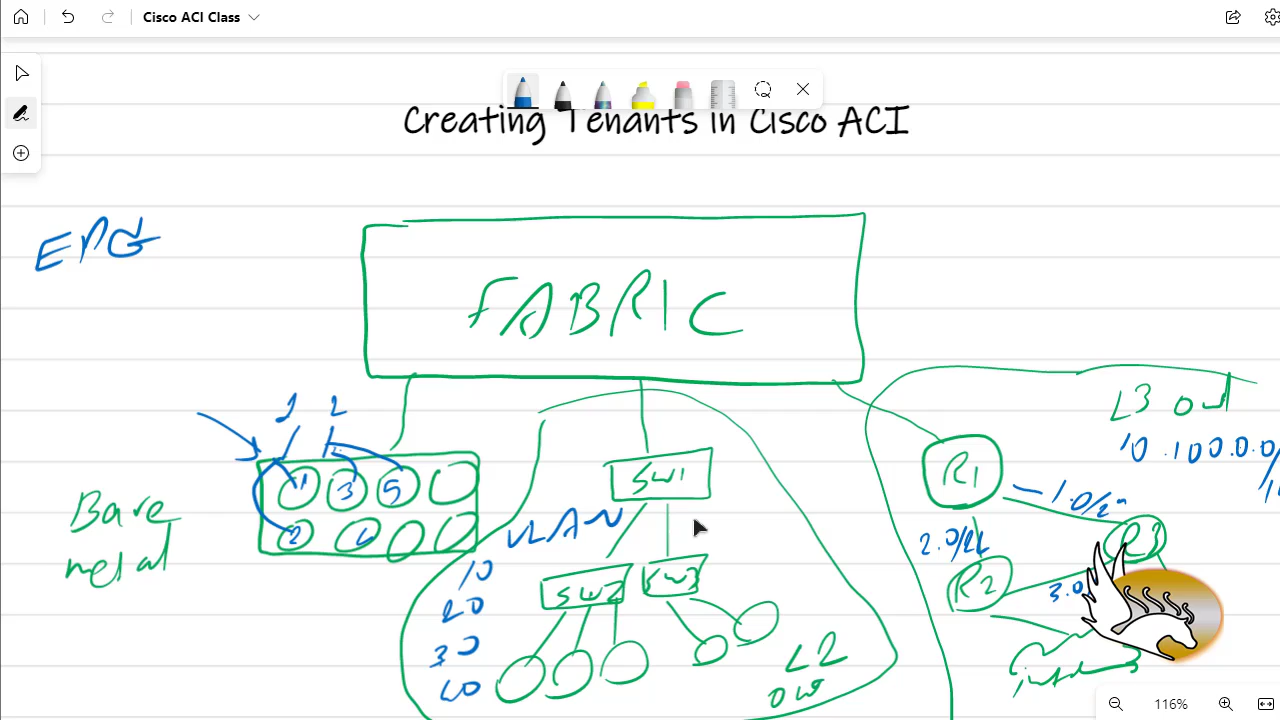 Cisco ACI Class
Creating Tenants in Cisco ACI
EPG
FABRIC
1 2
L3 out
10.100.0.0/
R1
SW1
1 3 5
Bare
metal
VLAN
1.0/2
2.0/24
R3
2 6
10
SW2
SW3
R2
3.0
20
30
L2
out
40
116%